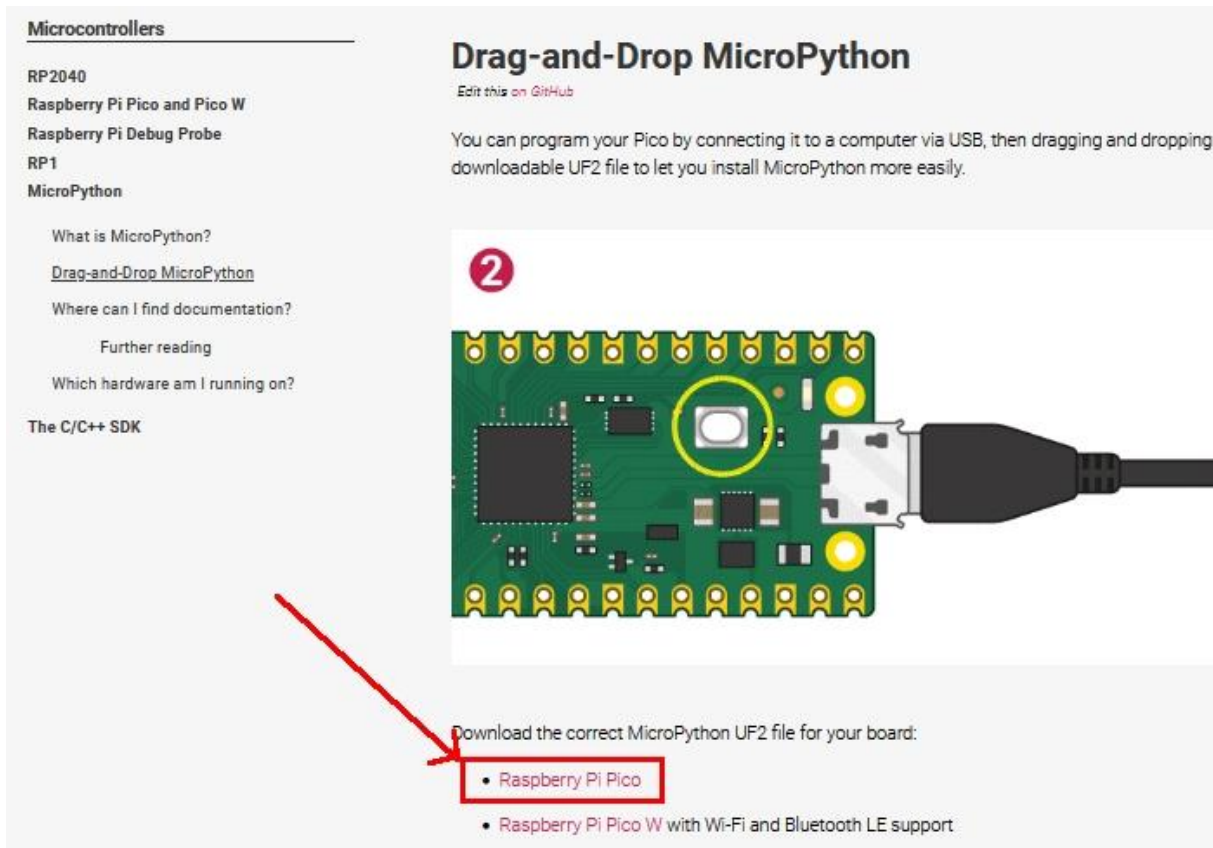 Microcontrollers
RP2040
Raspberry Pi Pico and Pico W
Raspberry Pi Debug Probe
RP1
MicroPython
What is MicroPython?
Drag-and-Drop MicroPython
Where can I find documentation?
Further reading
Which hardware am I running on?
The C/C++ SDK
Drag-and-Drop MicroPython
Edit this on GitHub
You can program your Pico by connecting it to a computer via USB, then dragging and dropping
downloadable UF2 file to let you install MicroPython more easily.
2
Download the correct MicroPython UF2 file for your board:
• Raspberry Pi Pico
• Raspberry Pi Pico W with Wi-Fi and Bluetooth LE support